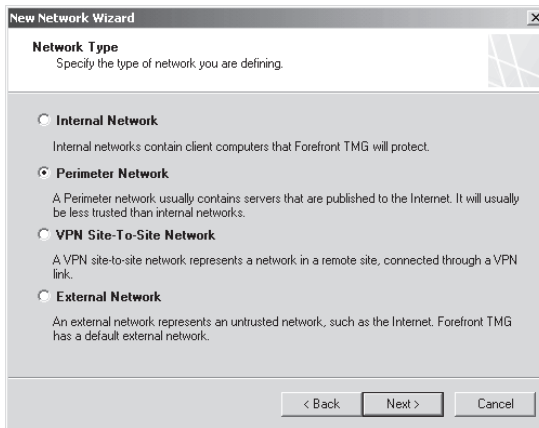 New Network Wizard
Network Type
Specify the type of network you are defining.
Internal Network
Internal networks contain client computers that Forefront TMG will protect.
Perimeter Network
A Perimeter network usually contains servers that are published to the Internet. It will usually
be less trusted than internal networks.
VPN Site-To-Site Network
A VPN site-to-site network represents a network in a remote site, connected through a VPN
link.
External Network
An external network represents an untrusted network, such as the Internet. Forefront TMG
has a default external network.
< Back Next > Cancel